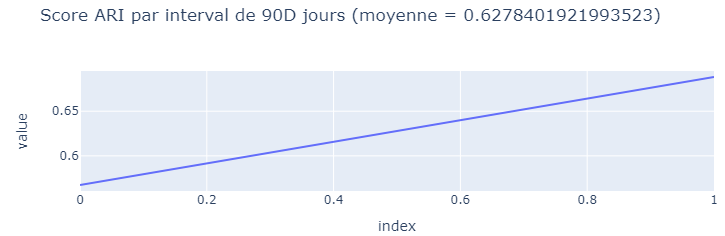 Score ARI par interval de 90D jours (moyenne = 0.6278401921993523)
value
0.65
0.6
0
0.2
0.4
0.6
0.8
1
index